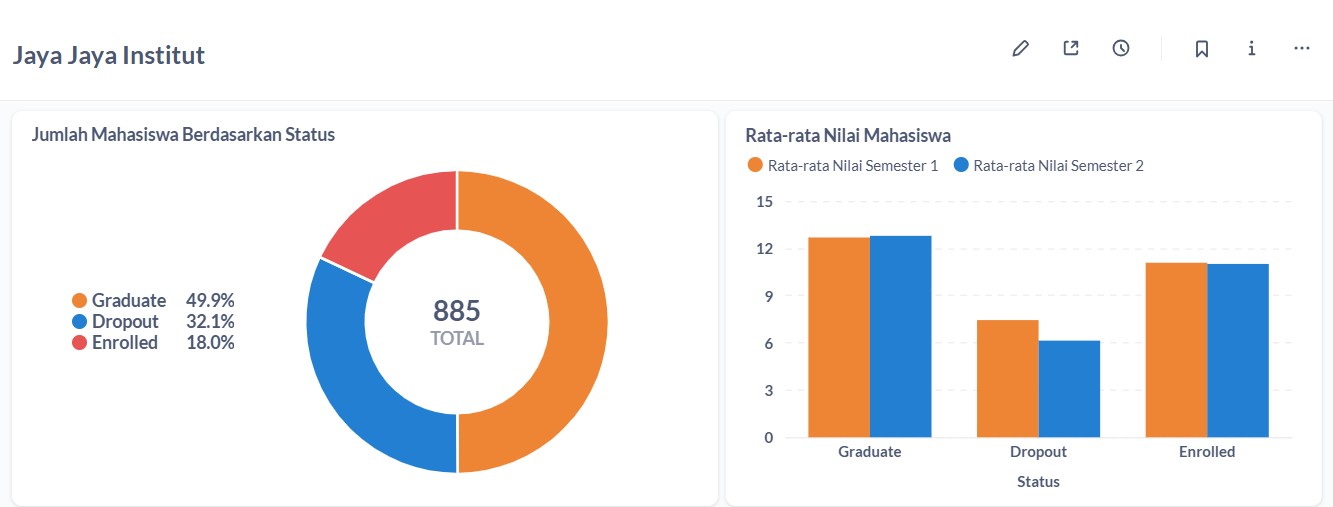 Jaya Jaya Institut
Jumlah Mahasiswa Berdasarkan Status
Graduate 49.9%
Dropout 32.1%
Enrolled 18.0%
885
TOTAL
Rata-rata Nilai Mahasiswa
Rata-rata Nilai Semester 1 Rata-rata Nilai Semester 2
15
12
9
6
3
0
Graduate Dropout Enrolled
Status